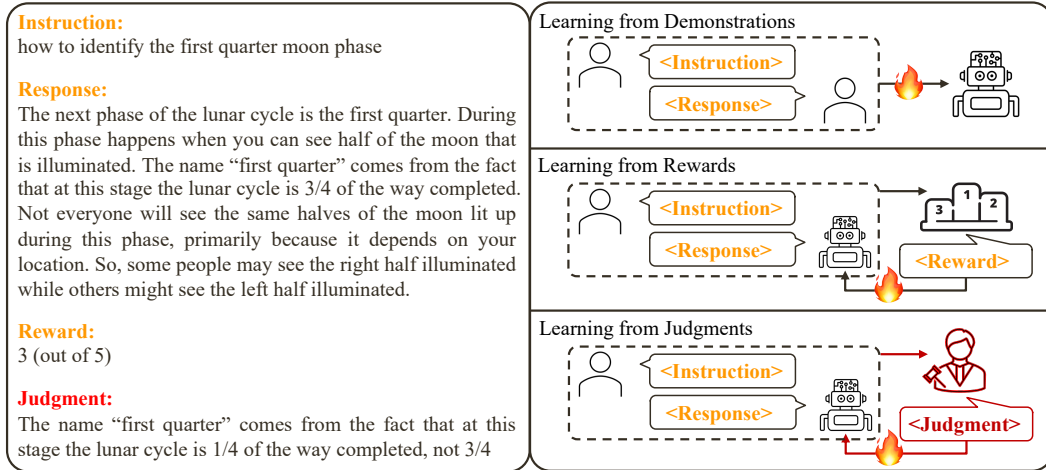 Instruction:
how to identify the first quarter moon phase
Response:
The next phase of the lunar cycle is the first quarter. During
this phase happens when you can see half of the moon that
is illuminated. The name “first quarter” comes from the fact
that at this stage the lunar cycle is 3/4 of the way completed.
Not everyone will see the same halves of the moon lit up
during this phase, primarily because it depends on your
location. So, some people may see the right half illuminated
while others might see the left half illuminated.
Reward:
3 (out of 5)
Judgment:
The name “first quarter” comes from the fact that at this
stage the lunar cycle is 1/4 of the way completed, not 3/4
Learning from Demonstrations
<Instruction>
<Response>
Learning from Rewards
<Instruction>
<Response>
3 1 2
<Reward>
Learning from Judgments
<Instruction>
<Response>
<Judgment>